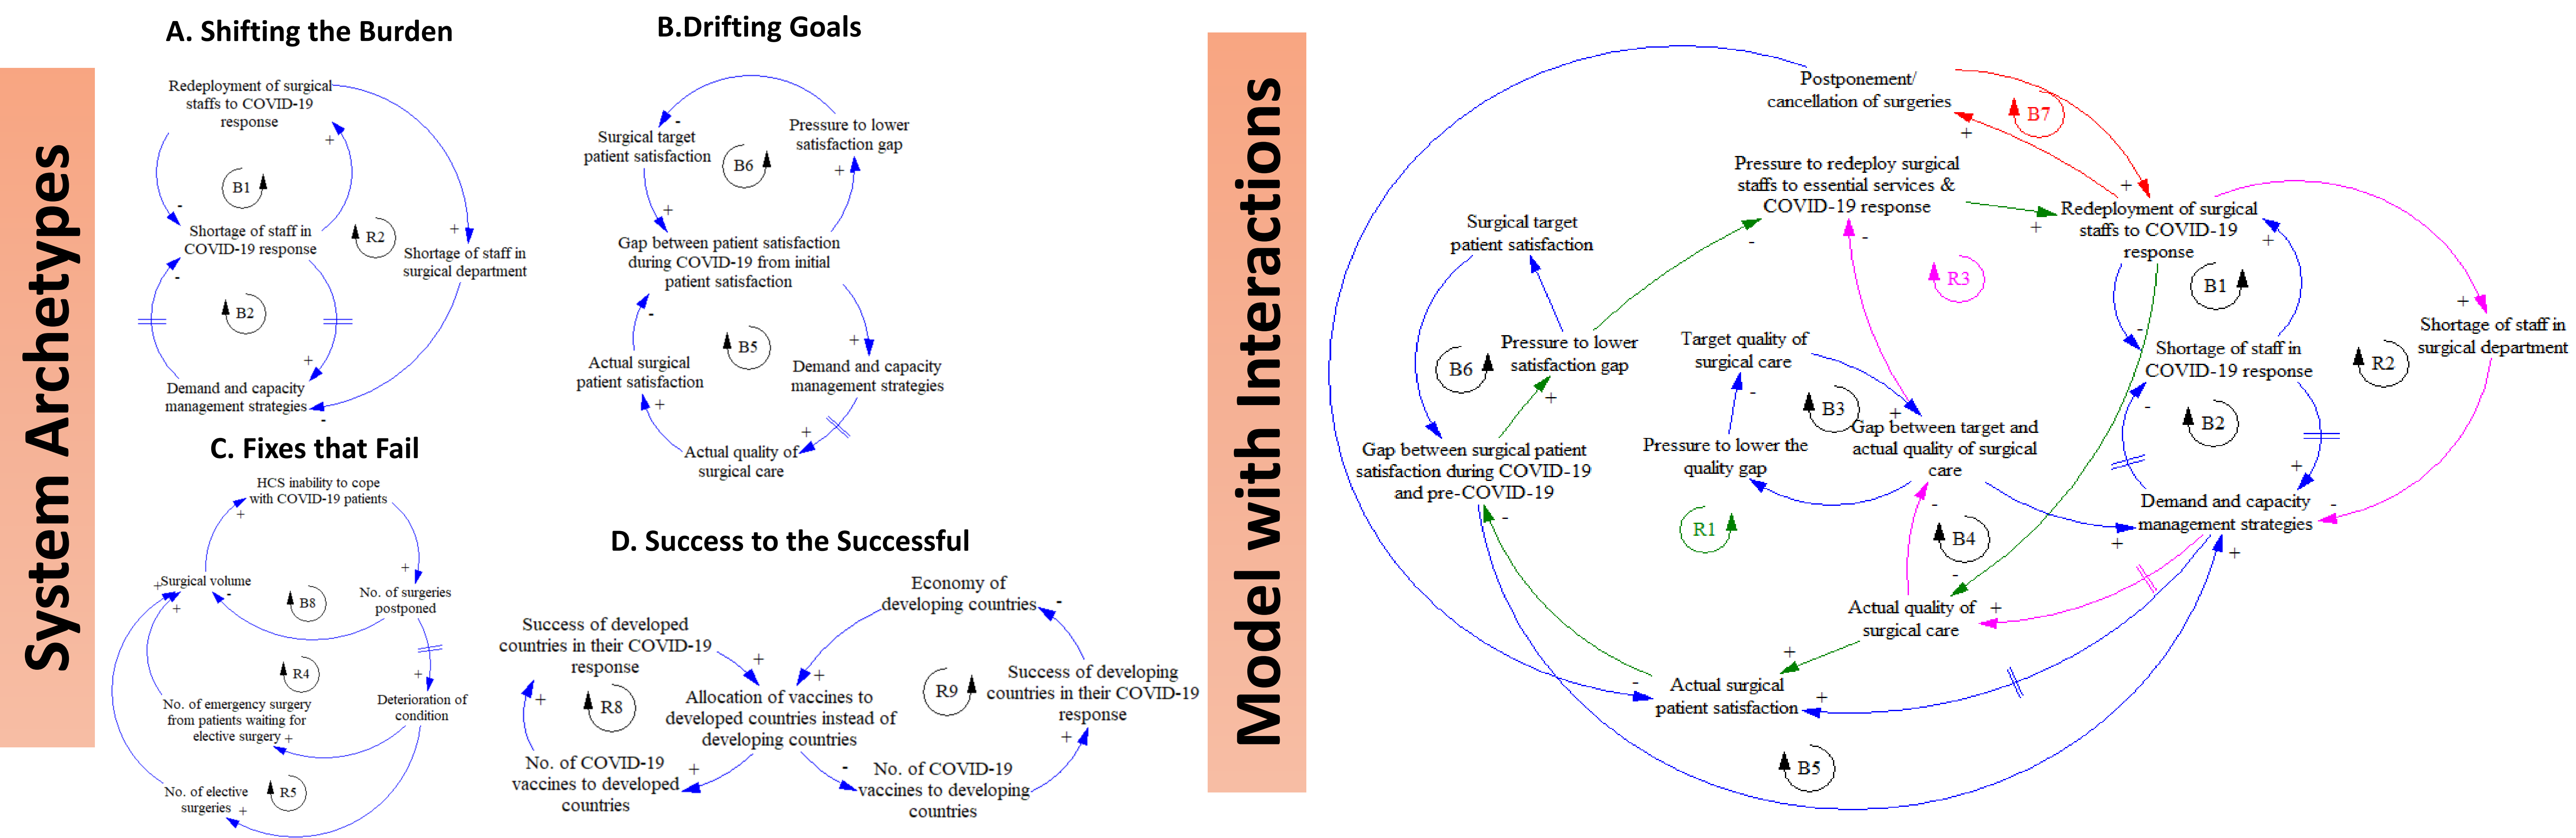 System Archetypes
A. Shifting the Burden
Redeployment of surgical
staffs to COVID-19
response
+
B1
-
Shortage of staff in
COVID-19 response
R2
+
Shortage of staff in
surgical department
-
B2
+
Demand and capacity
management strategies
-
B.Drifting Goals
-
Surgical target
patient satisfaction
Pressure to lower
satisfaction gap
B6
+
+
Gap between patient satisfaction
during COVID-19 from initial
patient satisfaction
-
B5
+
Actual surgical
patient satisfaction
Demand and capacity
management strategies
+
+
Actual quality of
surgical care
C. Fixes that Fail
HCS inability to cope
with COVID-19 patients
+
+
+
Surgical volume
-
+
B8
No. of surgeries
postponed
R4
+
No. of emergency surgery
from patients waiting for
elective surgery
+
Deterioration of
condition
R5
No. of elective
surgeries
+
D. Success to the Successful
Economy of
developing countries
-
Success of developed
countries in their COVID-19
response
+
+
+
R8
Allocation of vaccines to
developed countries instead of
developing countries
R9
Success of developing
countries in their COVID-19
response
+
No. of COVID-19
vaccines to developed
countries
+
-
No. of COVID-19
vaccines to developing
countries
Model with Interactions
Postponement/
cancellation of surgeries
+
B7
Pressure to redeploy surgical
staffs to essential services &
COVID-19 response
+
+
Redeployment of surgical
staffs to COVID-19
response
+
Surgical target
patient satisfaction
-
-
R3
B1
+
Shortage of staff in
surgical department
-
Shortage of staff in
COVID-19 response
R2
Pressure to lower
satisfaction gap
B6
+
Target quality of
surgical care
-
B3
+
Gap between target and
actual quality of surgical
care
-
B2
Pressure to lower the
quality gap
Gap between surgical patient
satisfaction during COVID-19
and pre-COVID-19
-
R1
+
Demand and capacity
management strategies
-
+
+
-
B4
-
Actual quality of
surgical care
+
+
-
Actual surgical
patient satisfaction
+
B5